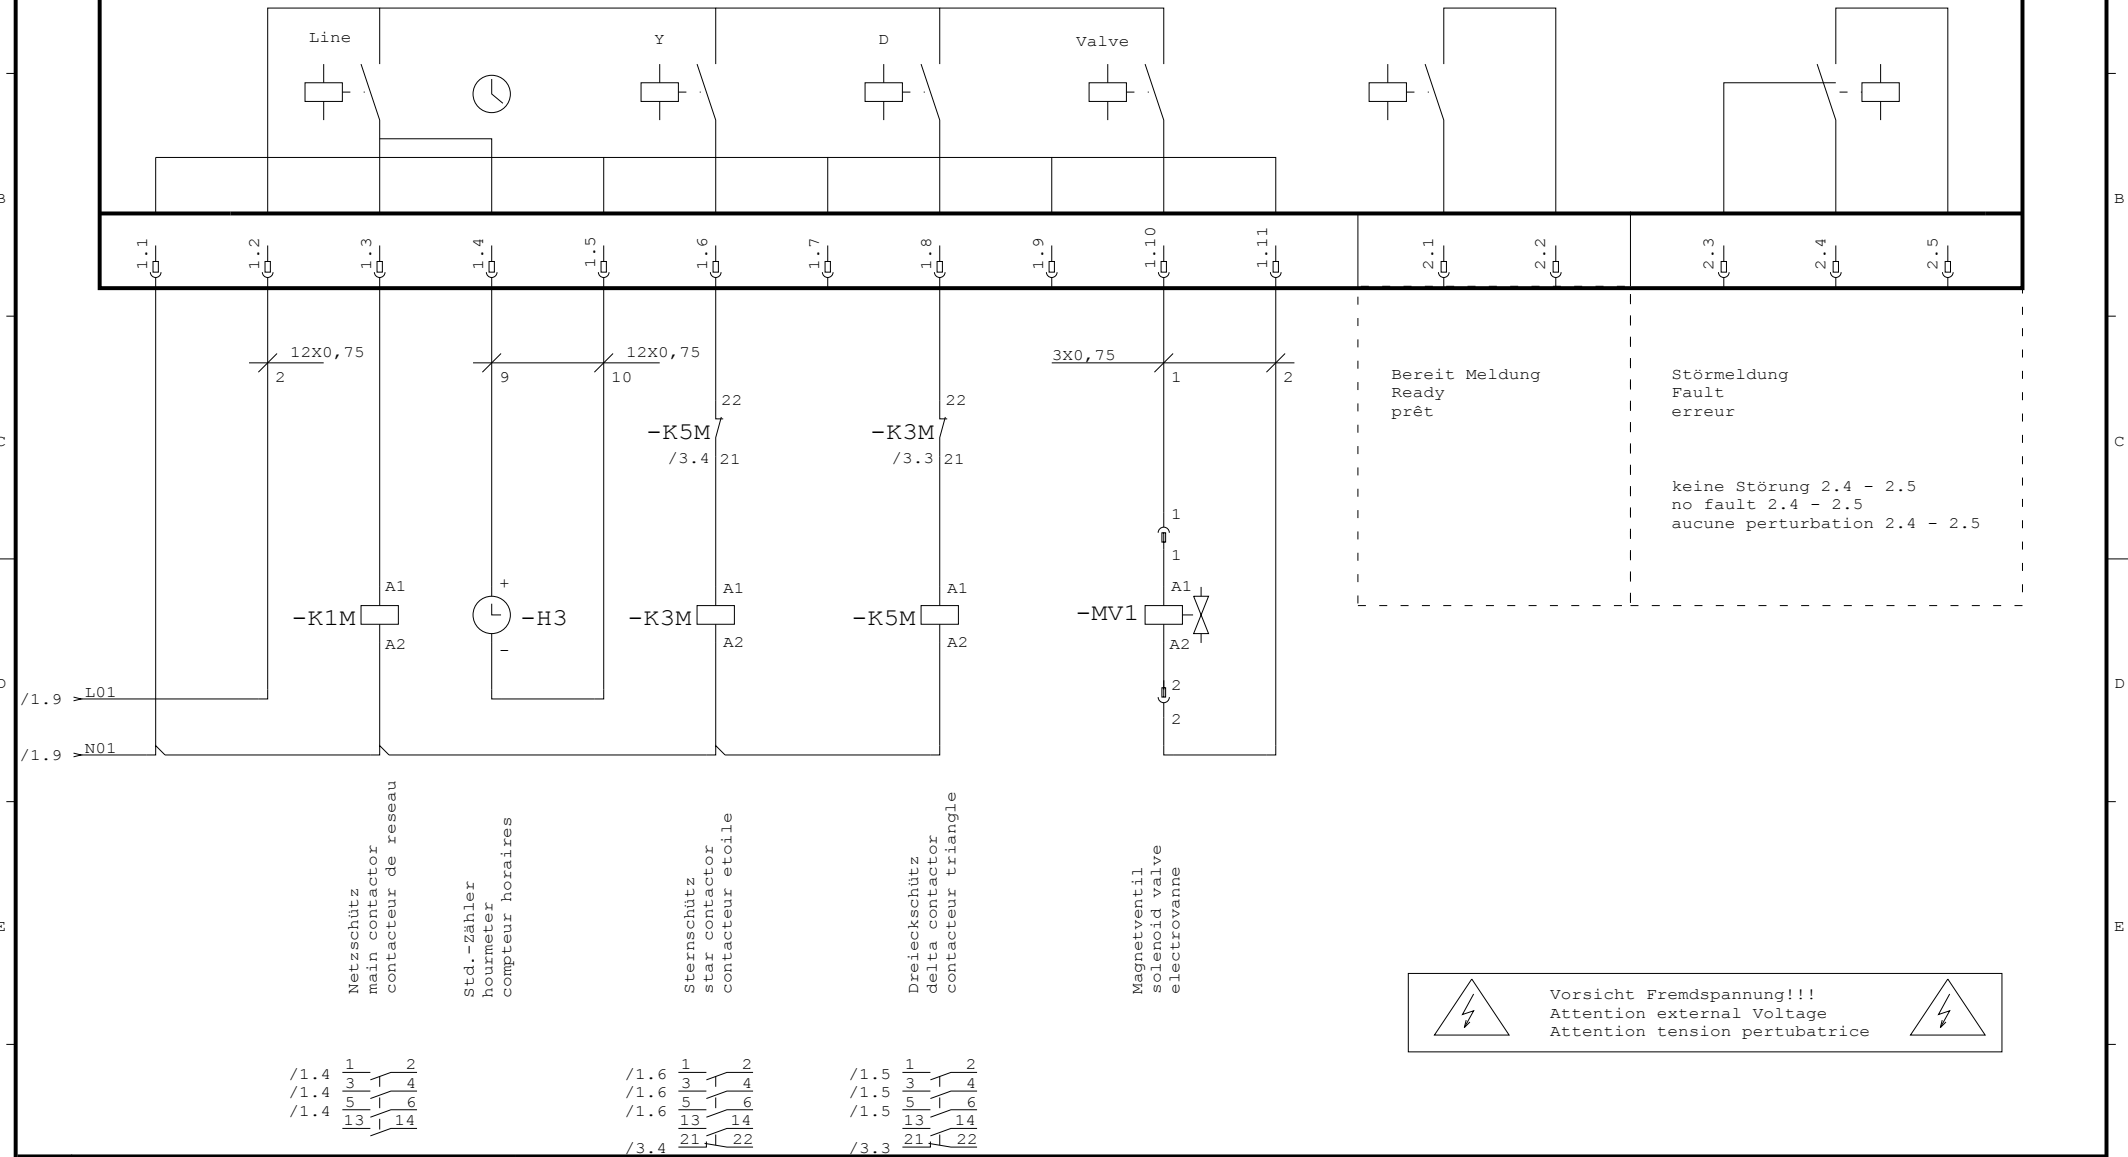 Line
Y
D
Valve
B
B
1.1
1.2
1.3
1.4
1.5
1.6
1.7
1.8
1.9
1.10
1.11
2.1
2.2
2.3
2.4
2.5
12X0,75
2
9
12X0,75
10
3X0,75
1
2
Bereit Meldung
Ready
prêt
Störmeldung
Fault
erreur
keine Störung 2.4 - 2.5
no fault 2.4 - 2.5
aucune perturbation 2.4 - 2.5
22
-K5M
/3.4 21
22
-K3M
/3.3 21
C
C
1
1
A1
-K1M
A2
+
-H3
-
A1
-K3M
A2
A1
-K5M
A2
A1
-MV1
A2
2
2
D
D
/1.9 L01
/1.9 N01
Netzschütz
main contactor
contacteur de reseau
Std.-Zähler
hourmeter
compteur horaires
Sternschütz
star contactor
contacteur etoile
Dreieckschütz
delta contactor
contacteur triangle
Magnetventil
solenoid valve
electrovanne
E
E
Vorsicht Fremdspannung!!!
Attention external Voltage
Attention tension pertubatrice
/1.4 1 2
/1.4 3 4
/1.4 5 6
13 14
/1.6 1 2
/1.6 3 4
/1.6 5 6
13 14
/3.4 21 22
/1.5 1 2
/1.5 3 4
/1.5 5 6
13 14
/3.3 21 22